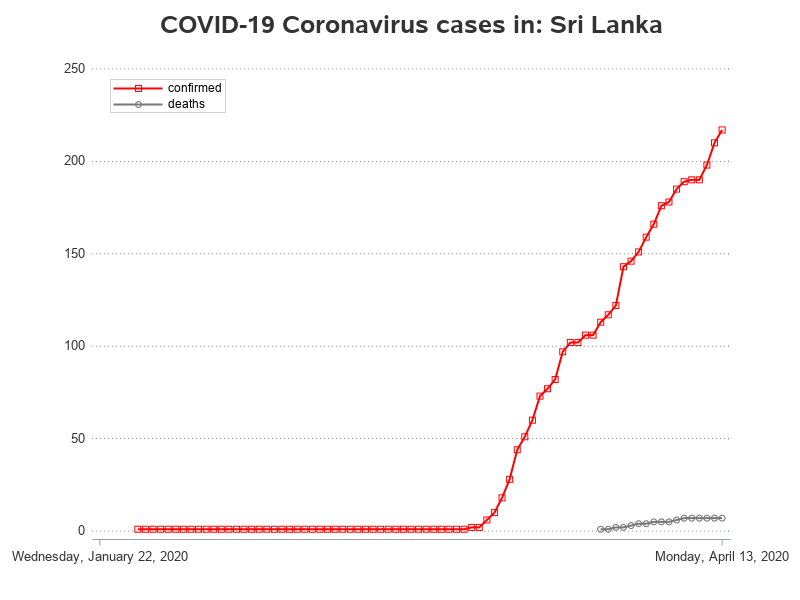 COVID-19 Coronavirus cases in: Sri Lanka
250
confirmed
deaths
200
150
100
50
0
Wednesday, January 22, 2020
Monday, April 13, 2020